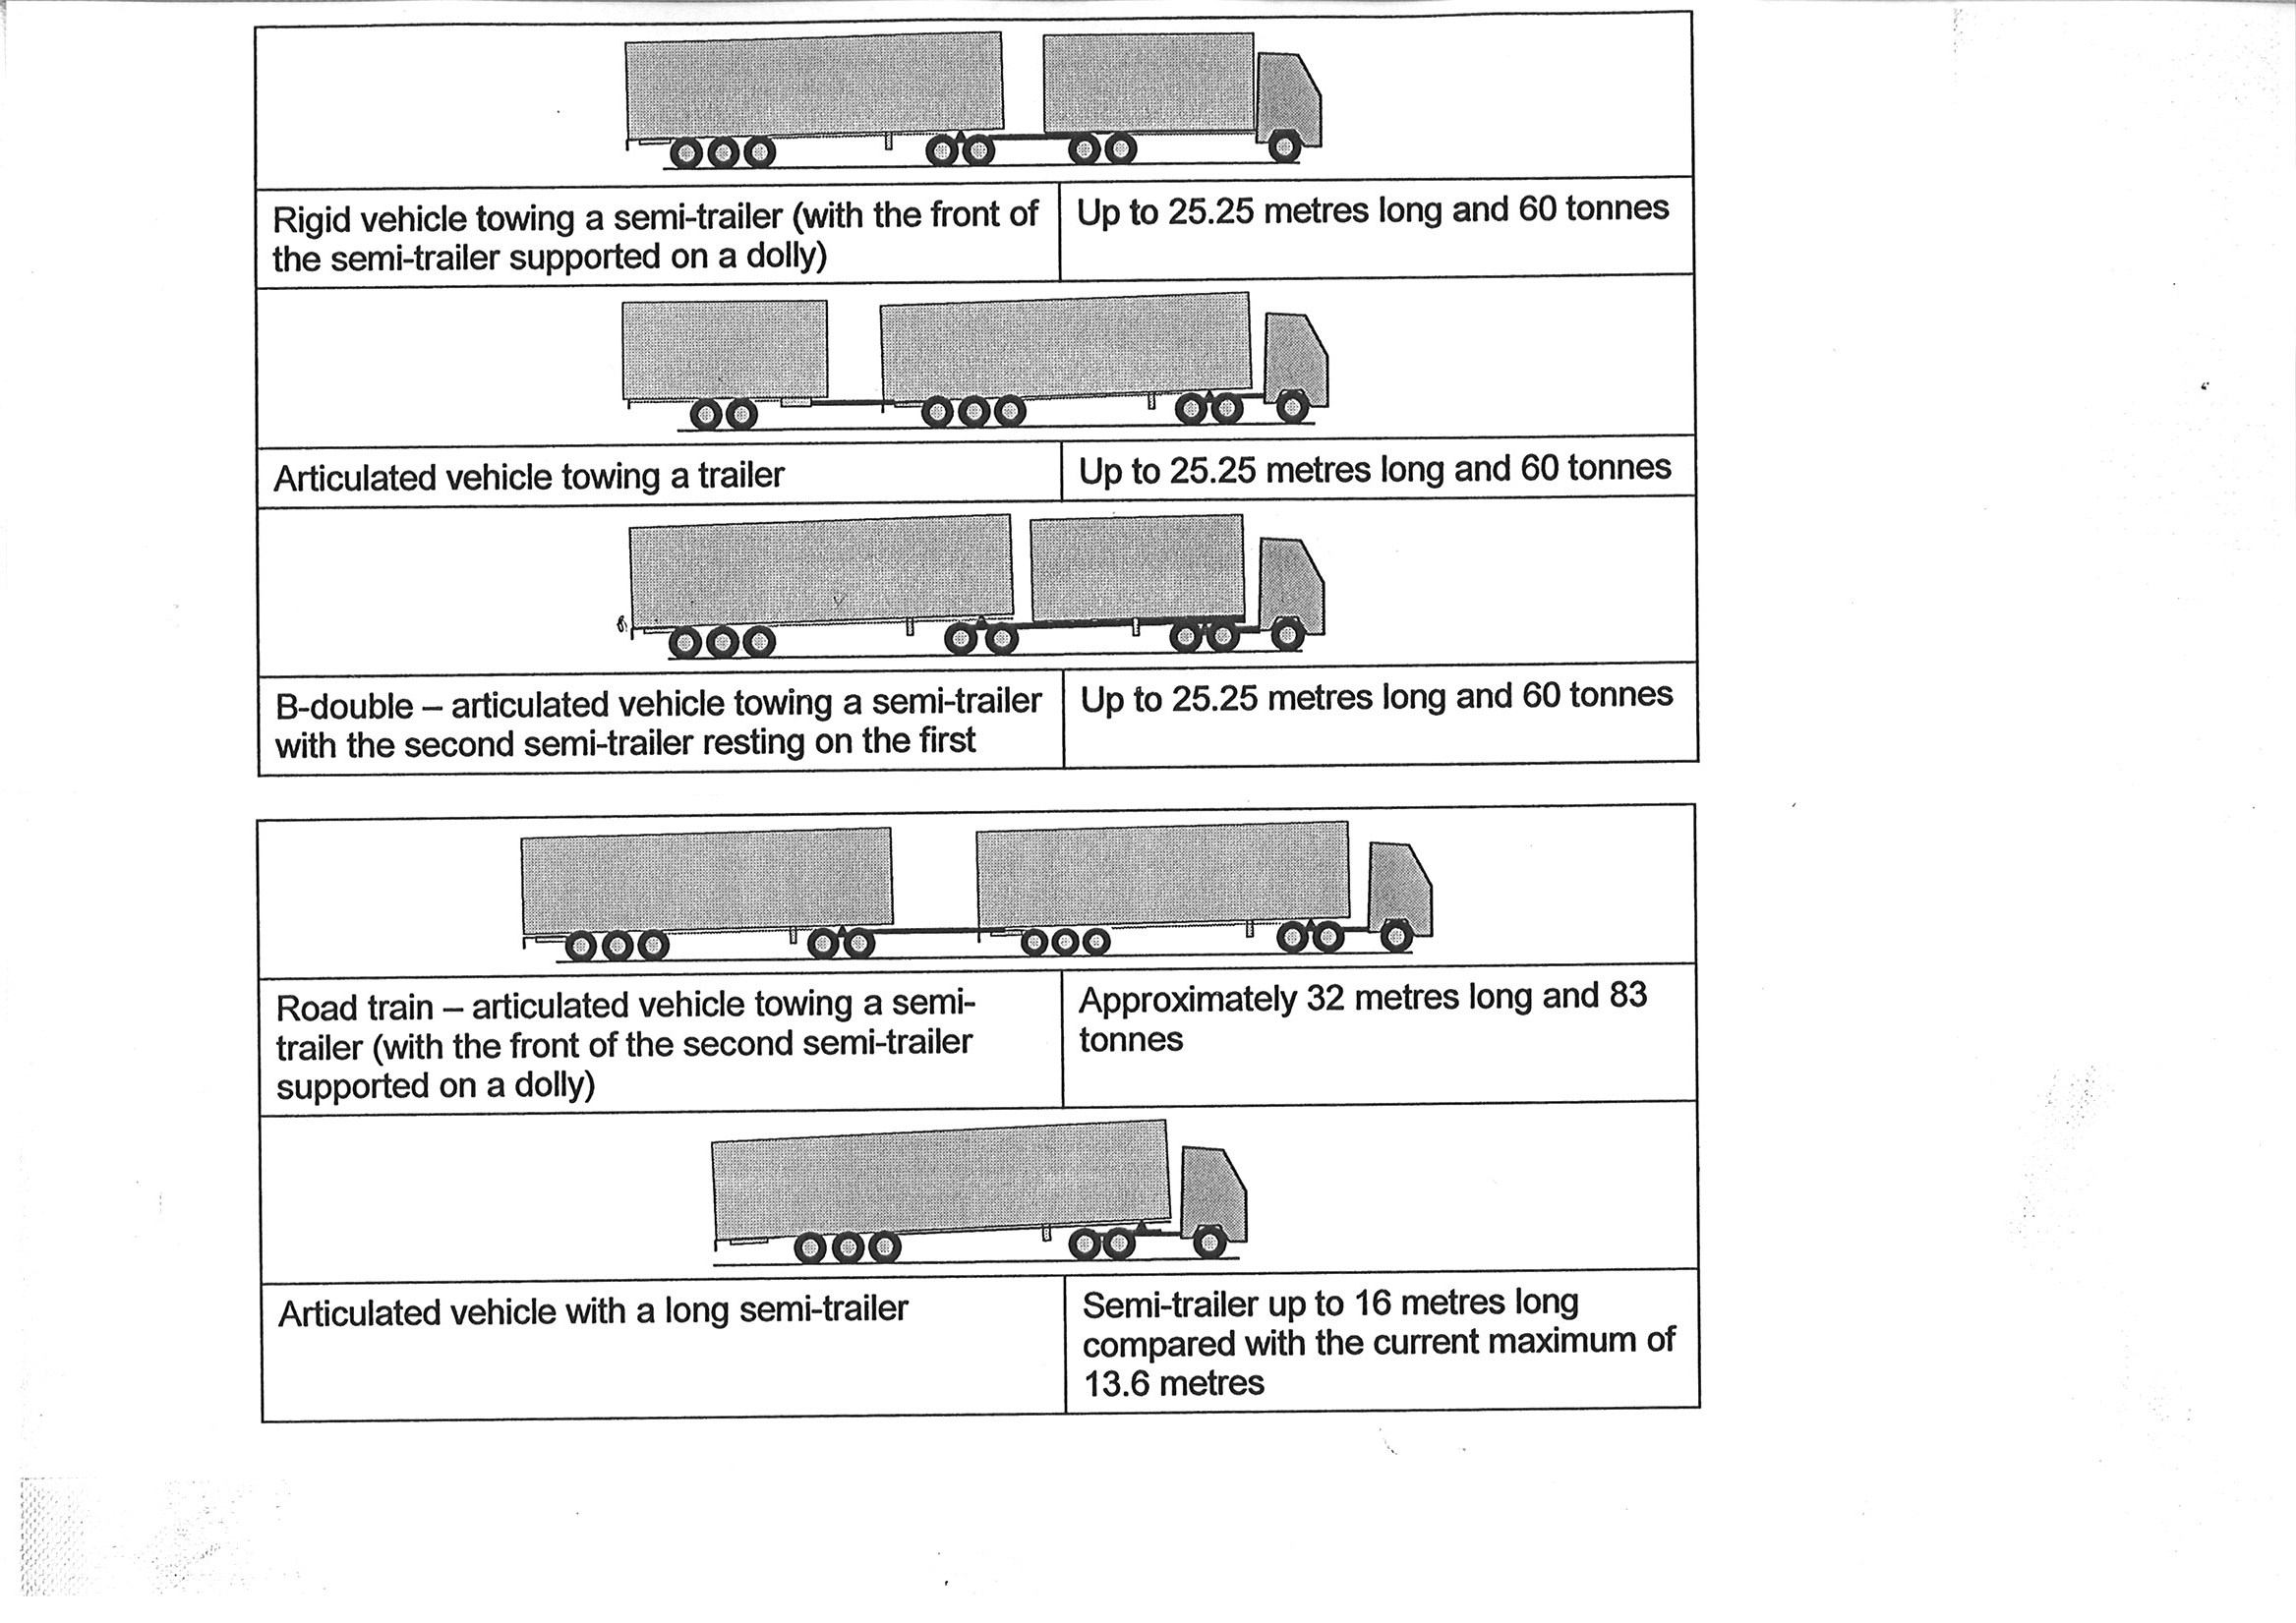 Rigid vehicle towing a semi-trailer (with the front of
the semi-trailer supported on a dolly)
Up to 25.25 metres long and 60 tonnes
Articulated vehicle towing a trailer
Up to 25.25 metres long and 60 tonnes
B-double – articulated vehicle towing a semi-trailer
with the second semi-trailer resting on the first
Up to 25.25 metres long and 60 tonnes
Road train – articulated vehicle towing a semi-
trailer (with the front of the second semi-trailer
supported on a dolly)
Approximately 32 metres long and 83
tonnes
Articulated vehicle with a long semi-trailer
Semi-trailer up to 16 metres long
compared with the current maximum of
13.6 metres